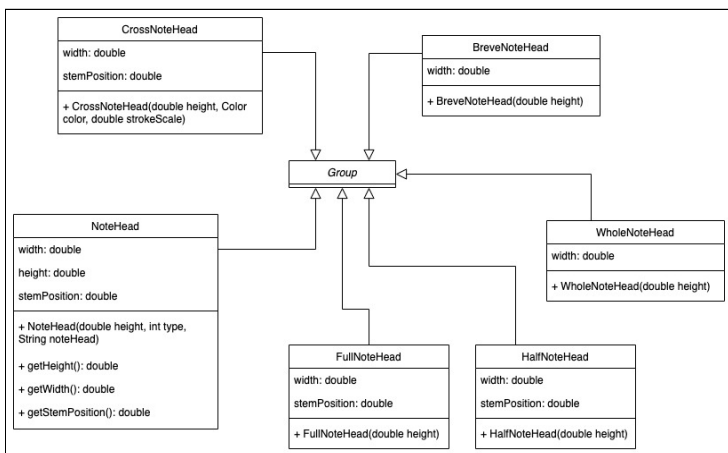 CrossNoteHead
width: double
stemPosition: double
+ CrossNoteHead(double height, Color
color, double strokeScale)
BreveNoteHead
width: double
+ BreveNoteHead(double height)
Group
NoteHead
width: double
height: double
stemPosition: double
+ NoteHead(double height, int type,
String noteHead)
+ getHeight(): double
+ getWidth(): double
+ getStemPosition(): double
WholeNoteHead
width: double
+ WholeNoteHead(double height)
FullNoteHead
width: double
stemPosition: double
+ FullNoteHead(double height)
HalfNoteHead
width: double
stemPosition: double
+ HalfNoteHead(double height)